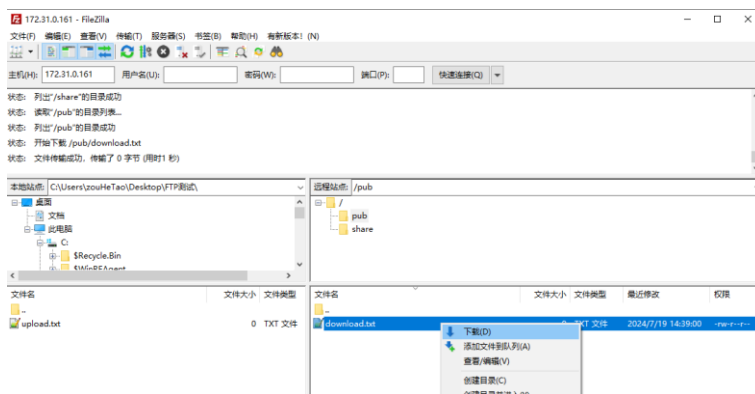 172.31.0.161 - FileZilla
文件(F) 编辑(E) 查看(V) 传输(T) 服务器(S) 书签(B) 帮助(H) 有新版本! (N)
主机(H): 172.31.0.161 用户名(U): 密码(W): 端口(P): 快速连接(Q)
状态: 列出"/share"的目录成功
状态: 读取"/pub"的目录列表...
状态: 列出"/pub"的目录成功
状态: 开始下载 /pub/download.txt
状态: 文件传输成功，传输了 0 字节 (用时1 秒)
本地站点: C:\Users\zouHeTao\Desktop\FTP测试\ 远程站点: /pub
桌面 /
文档 pub
此电脑 share
C:
$Recycle.Bin
$WinREAgent
文件名 文件大小 文件类型 文件名 文件大小 文件类型 最近修改 权限
.. ..
upload.txt 0 TXT 文件 download.txt 0 TXT 文件 2024/7/19 14:39:00 -rw-r--r--
下载(D)
添加文件到队列(A)
查看/编辑(V)
创建目录(C)